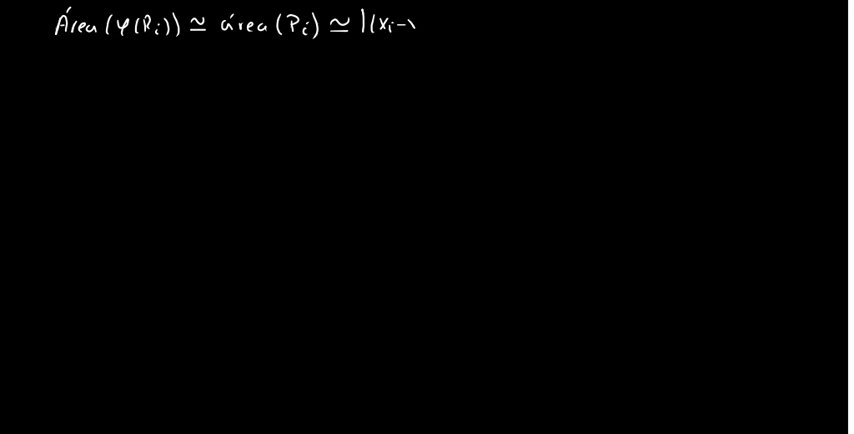 Área(φ(Ri)) ≃ área(Pi) ≃ |(xi-